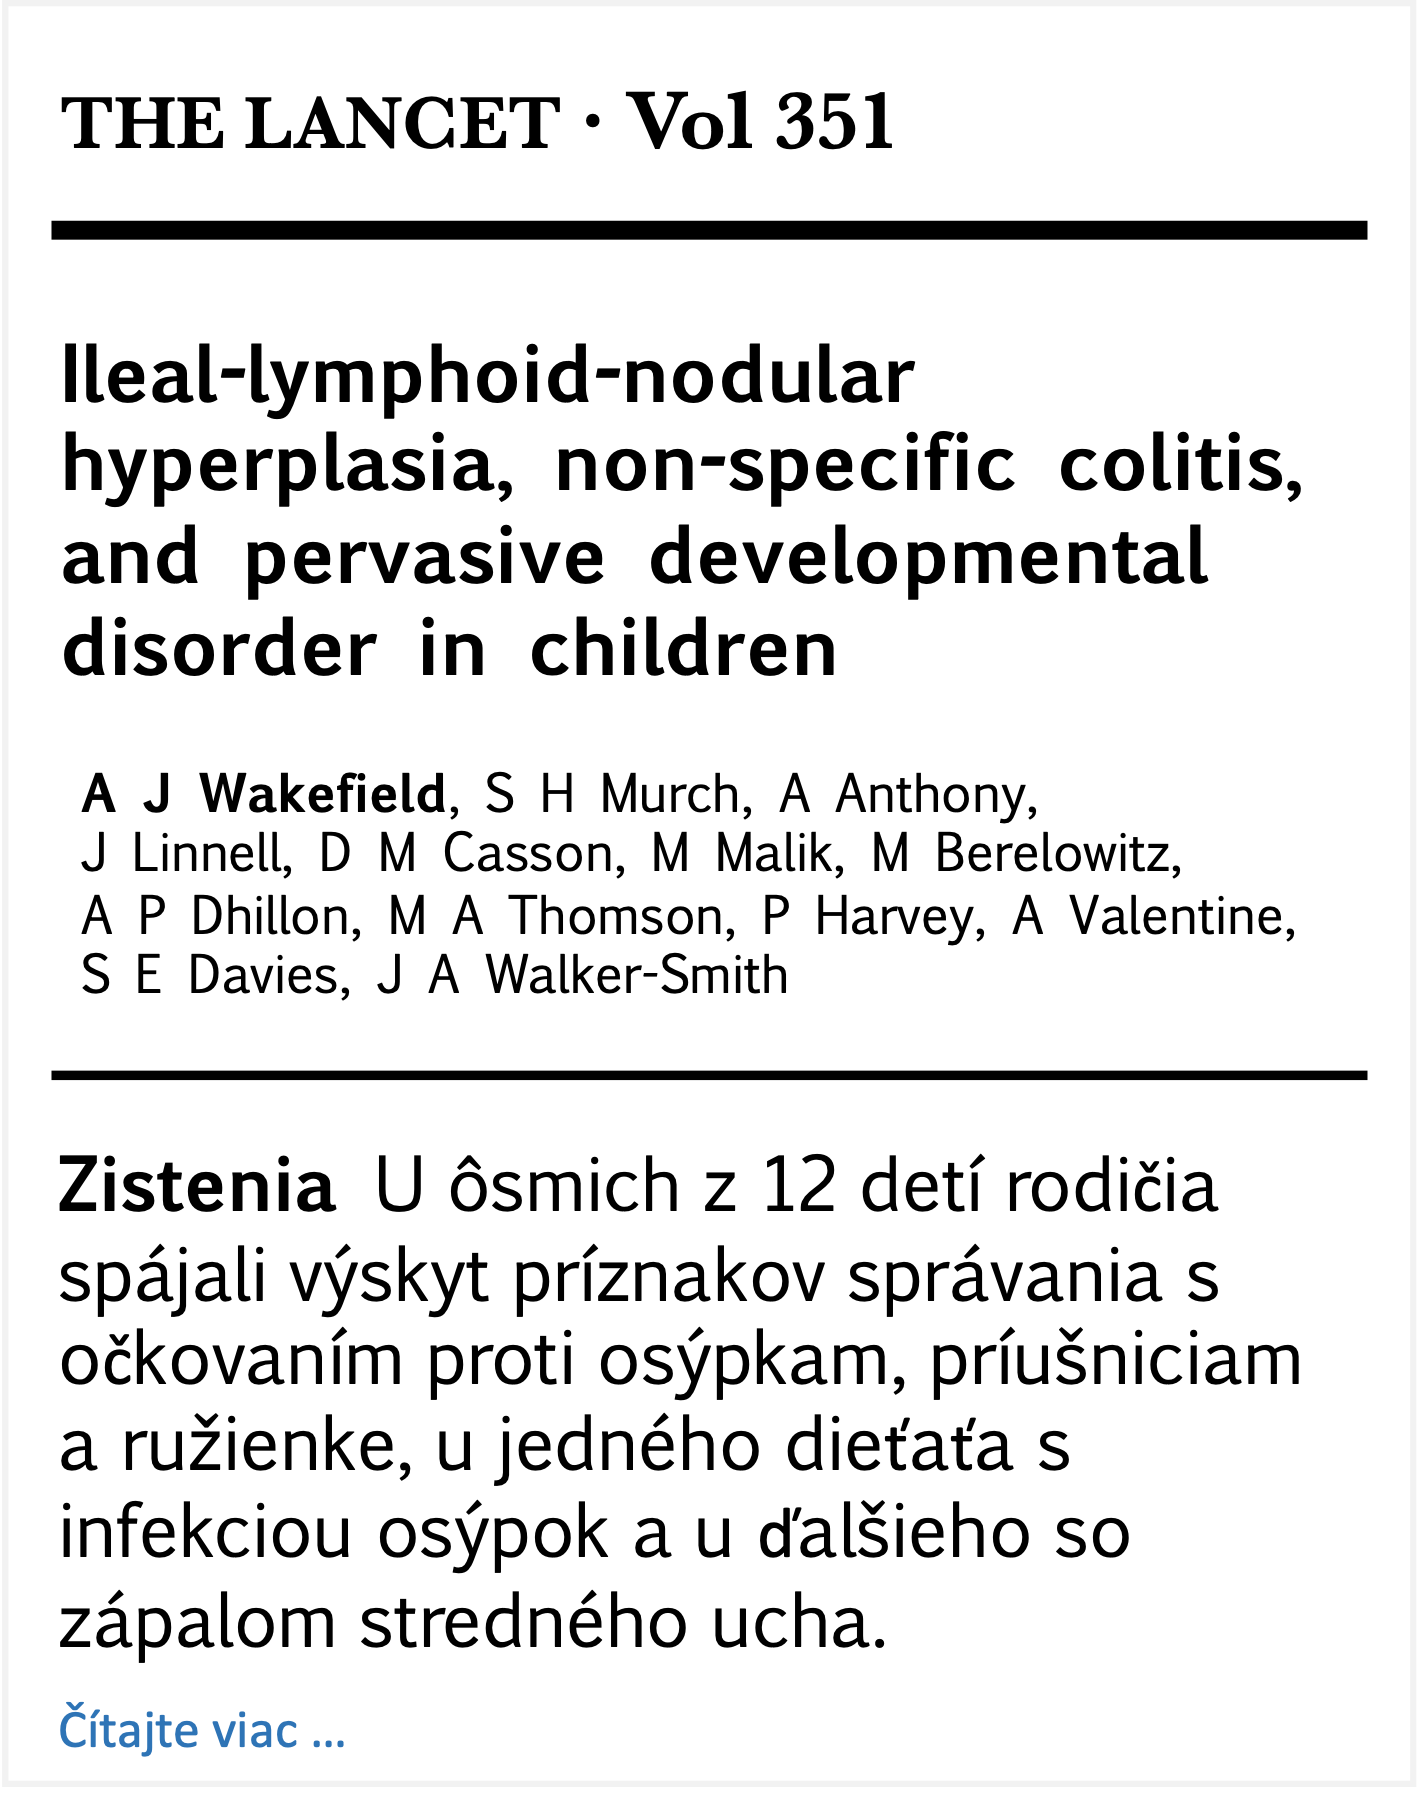 THE LANCET • Vol 351
Ileal-lymphoid-nodular
hyperplasia, non-specific colitis,
and pervasive developmental
disorder in children
A J Wakefield, S H Murch, A Anthony,
J Linnell, D M Casson, M Malik, M Berelowitz,
A P Dhillon, M A Thomson, P Harvey, A Valentine,
S E Davies, J A Walker-Smith
Zistenia U ôsmich z 12 detí rodičia
spájali výskyt príznakov správania s
očkovaním proti osýpkam, príušniciam
a ružienke, u jedného dieťaťa s
infekciou osýpok a u ďalšieho so
zápalom stredného ucha.
Čítajte viac ...